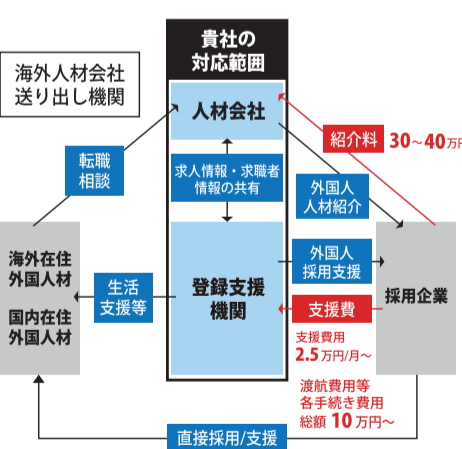 貴社の
対応範囲
海外人材会社
送り出し機関
人材会社
紹介料
30～40万円
転職
相談
求人情報・求職者
情報の共有
外国人
人材紹介
海外在住
外国人材
国内在住
外国人材
生活
支援等
登録支援
機関
外国人
採用支援
採用企業
支援費
支援費用
2.5万円/月～
渡航費用等
各手続き費用
総額10万円～
直接採用/支援